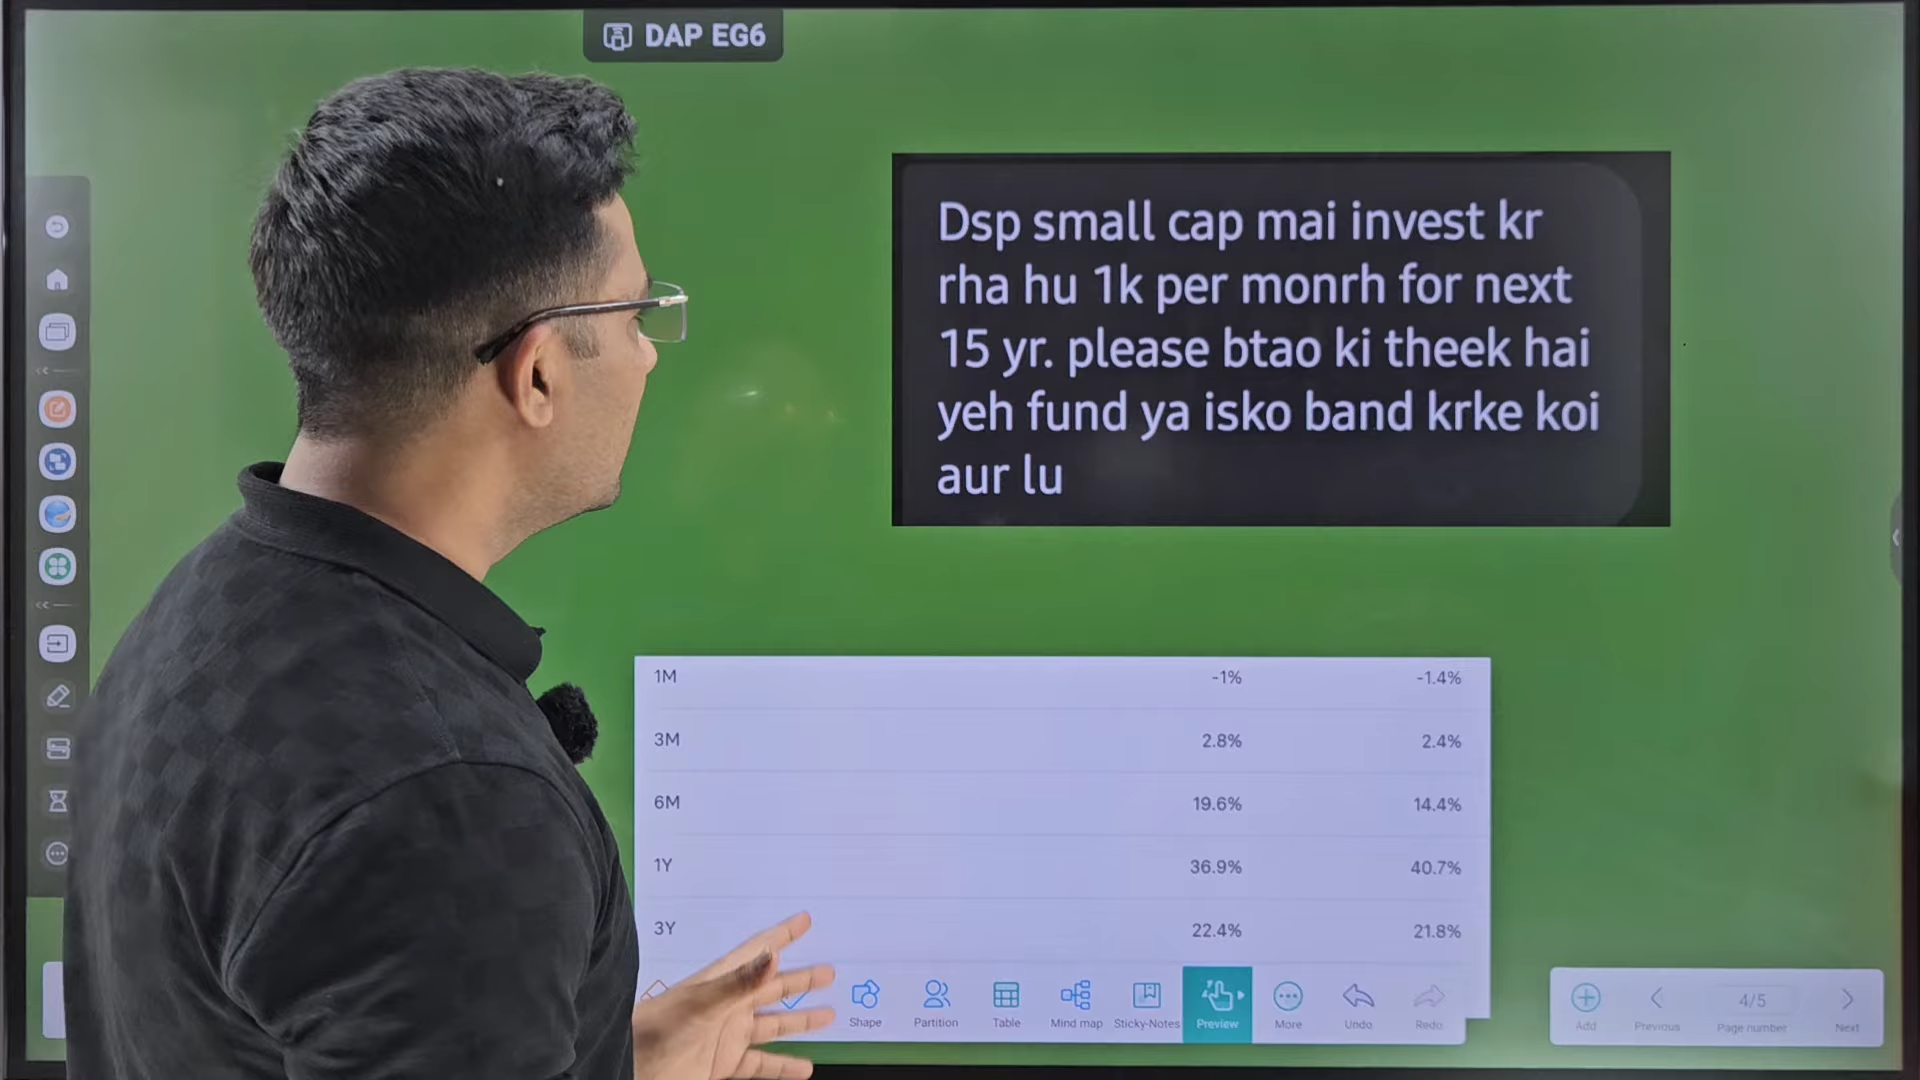 DAP EG6
Dsp small cap mai invest kr
rha hu 1k per monrh for next
15 yr. please btao ki theek hai
yeh fund ya isko band krke koi
aur lu
1M -1% -1.4%
3M 2.8% 2.4%
6M 19.6% 14.4%
1Y 36.9% 40.7%
3Y 22.4% 21.8%
Shape Partition Table Mind map Sticky-Notes Preview More Undo Redo
4/5
Add Previous Page number Next